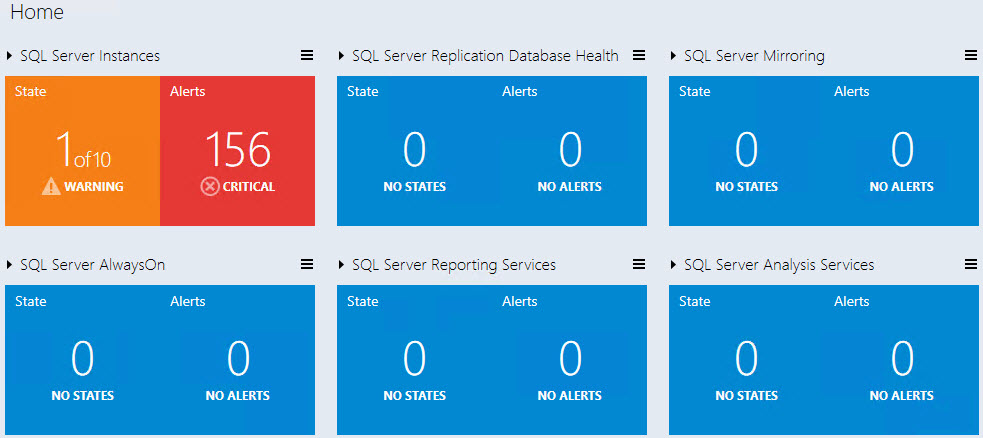 Home
SQL Server Instances
State
Alerts
1 of 10
156
WARNING
CRITICAL
SQL Server Replication Database Health
State
Alerts
0
0
NO STATES
NO ALERTS
SQL Server Mirroring
State
Alerts
0
0
NO STATES
NO ALERTS
SQL Server AlwaysOn
State
Alerts
0
0
NO STATES
NO ALERTS
SQL Server Reporting Services
State
Alerts
0
0
NO STATES
NO ALERTS
SQL Server Analysis Services
State
Alerts
0
0
NO STATES
NO ALERTS